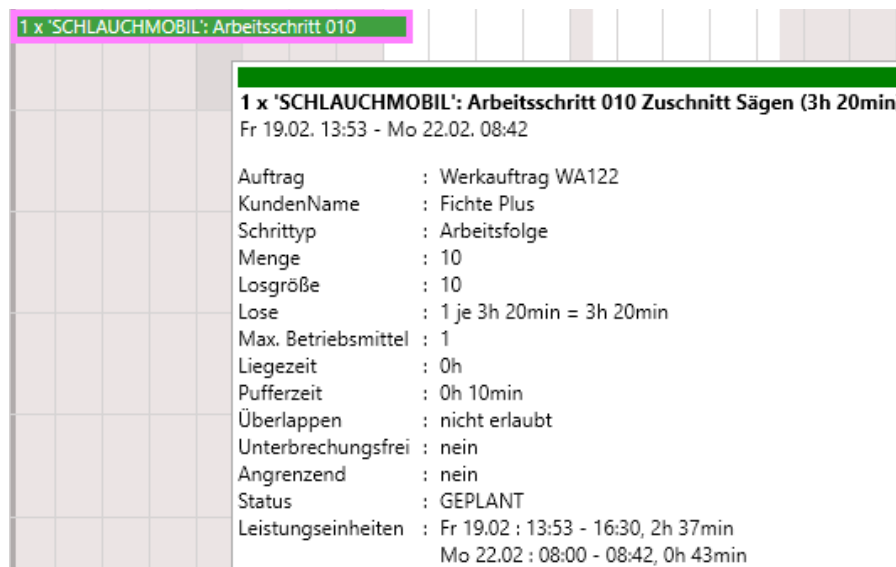 1 x 'SCHLAUCHMOBIL': Arbeitsschritt 010
1 x 'SCHLAUCHMOBIL': Arbeitsschritt 010 Zuschnitt Sägen (3h 20min
Fr 19.02. 13:53 - Mo 22.02. 08:42
Auftrag : Werkauftrag WA122
KundenName : Fichte Plus
Schrittyp : Arbeitsfolge
Menge : 10
Losgröße : 10
Lose : 1 je 3h 20min = 3h 20min
Max. Betriebsmittel : 1
Liegezeit : 0h
Pufferzeit : 0h 10min
Überlappen : nicht erlaubt
Unterbrechungsfrei : nein
Angrenzend : nein
Status : GEPLANT
Leistungseinheiten : Fr 19.02 : 13:53 - 16:30, 2h 37min
Mo 22.02 : 08:00 - 08:42, 0h 43min